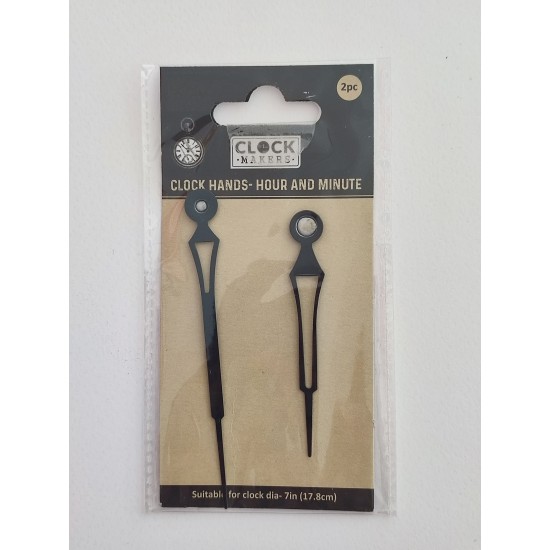 2pc
CLOCK
• MAKERS •
CLOCK HANDS- HOUR AND MINUTE
Suitable for clock dia- 7in (17.8cm)